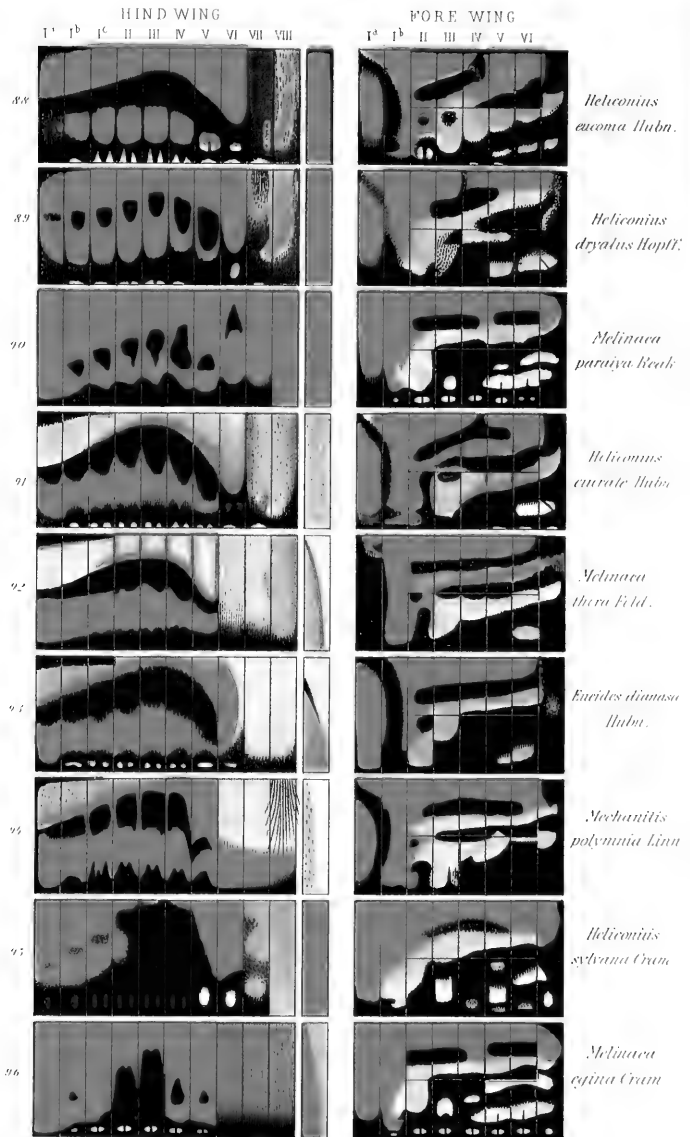 HIND WING
FORE WING
Iᵃ Iᵇ Iᶜ II III IV V VI VII VIII
Iᵃ Iᵇ II III IV V VI
88
Heliconius
eucoma Hubn.
89
Heliconius
dryalus Hopff.
90
Melinaea
paraiya Reak
91
Heliconius
Hubn
92
Melinaea
thera Feld.
93
Eueides dianasa
Hubn.
94
Mechanitis
polymnia Linn
95
Heliconius
sylvana Cram
96
Melinaea
egina Cram